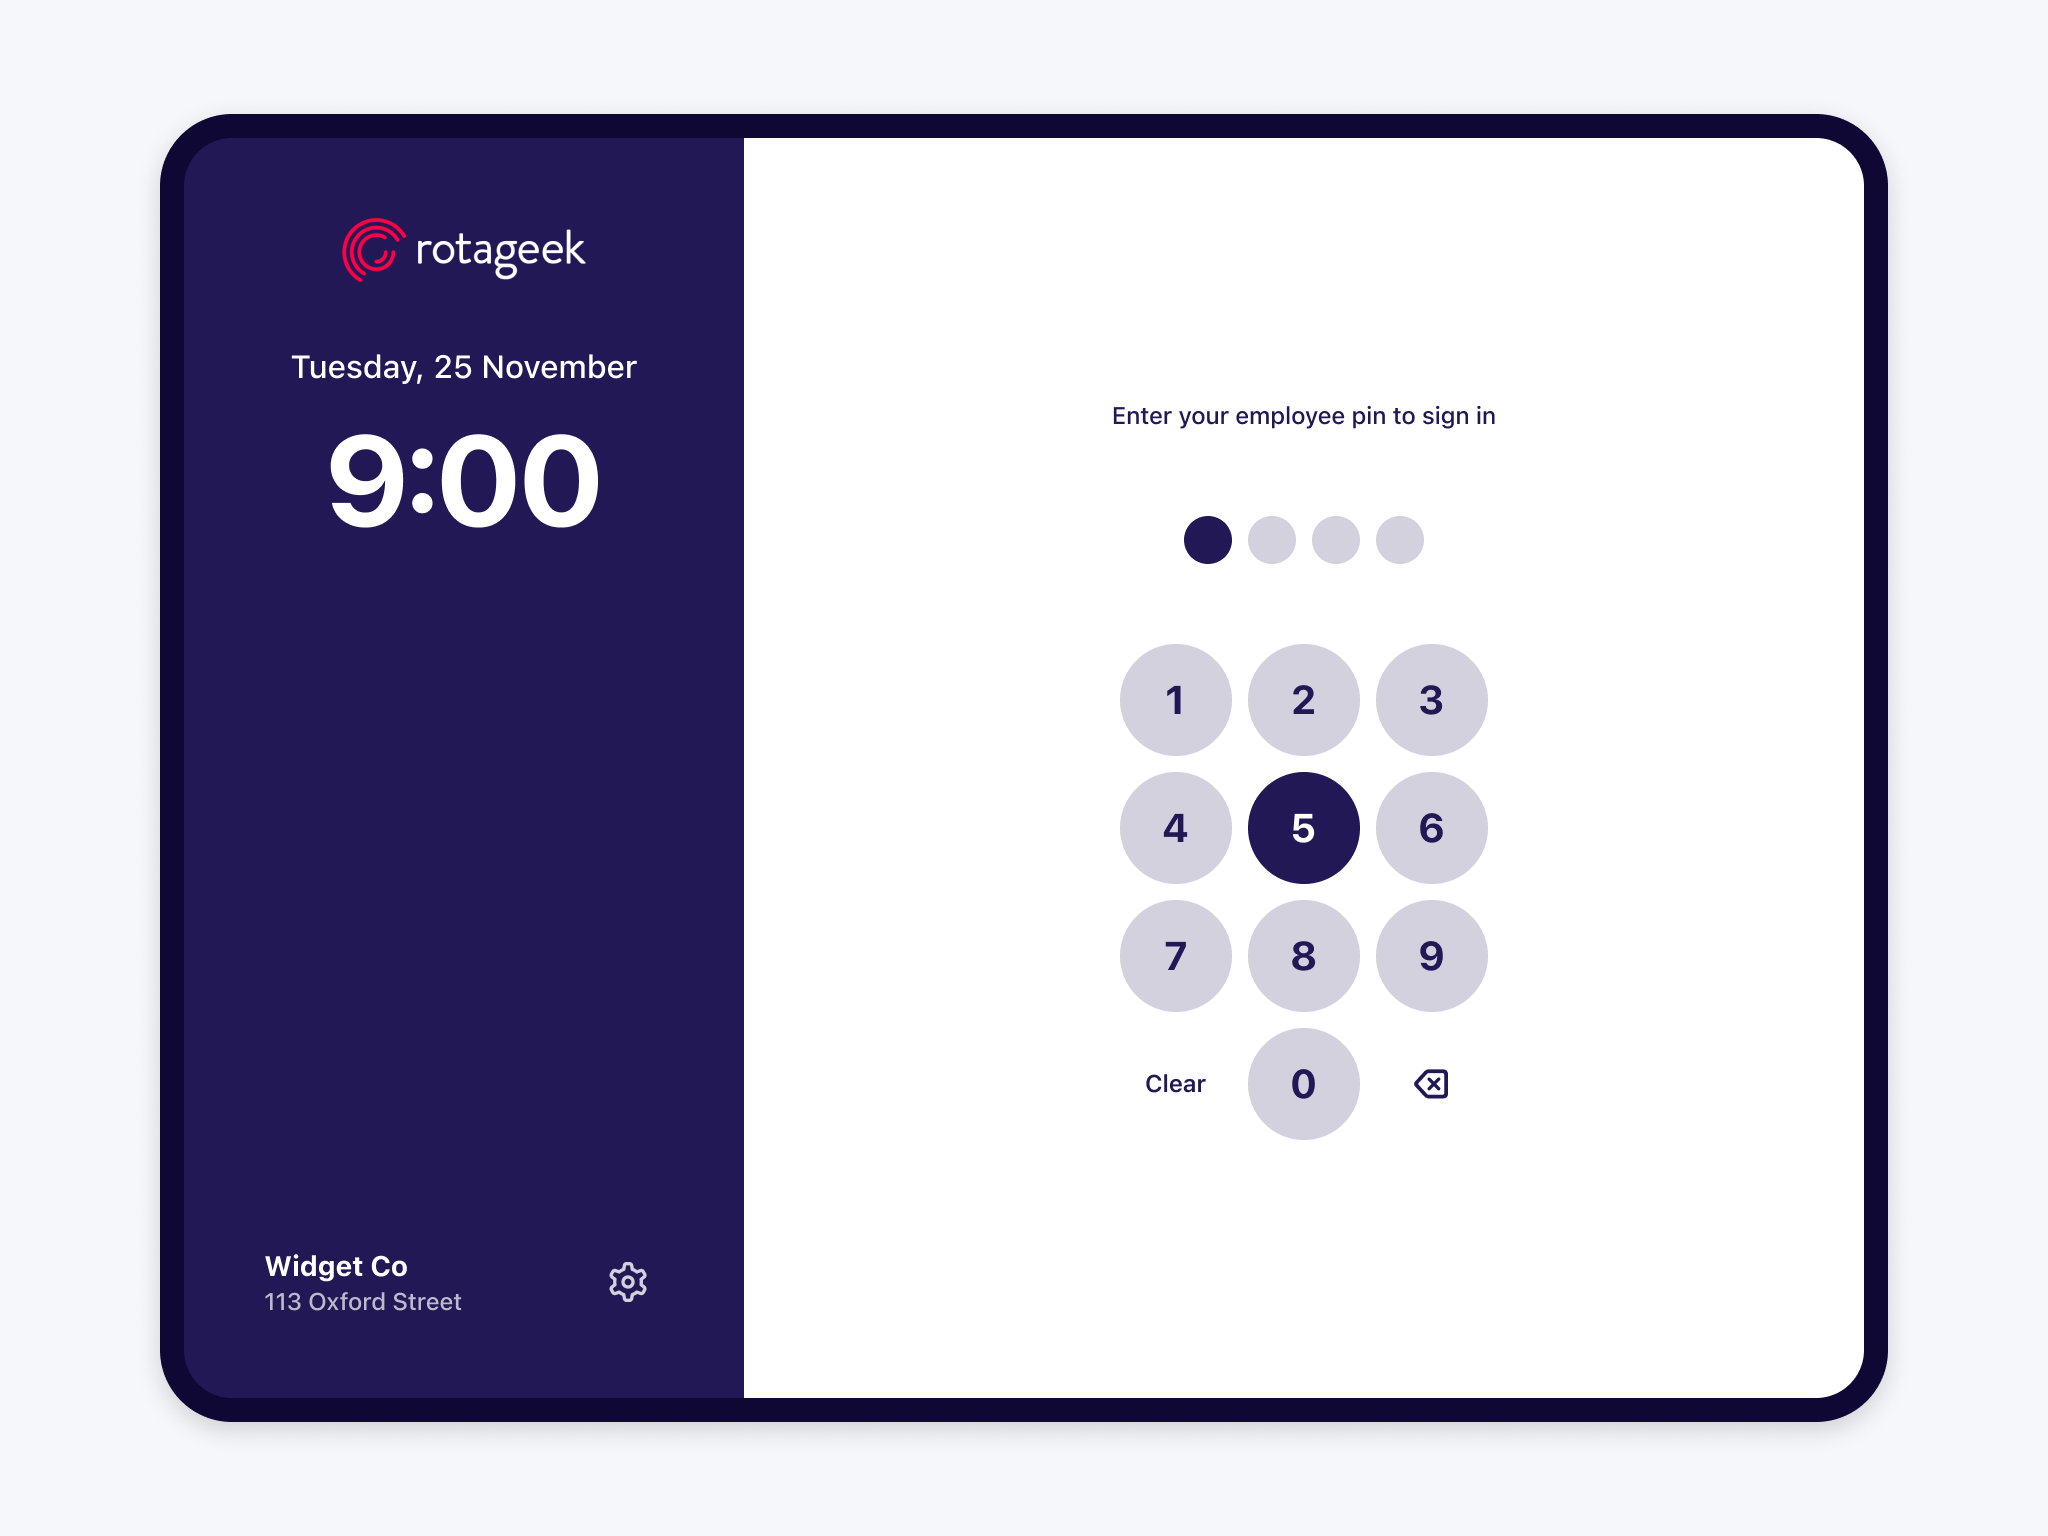 rotageek
Tuesday, 25 November
9:00
Widget Co
113 Oxford Street
Enter your employee pin to sign in
1 2 3
4 5 6
7 8 9
Clear 0